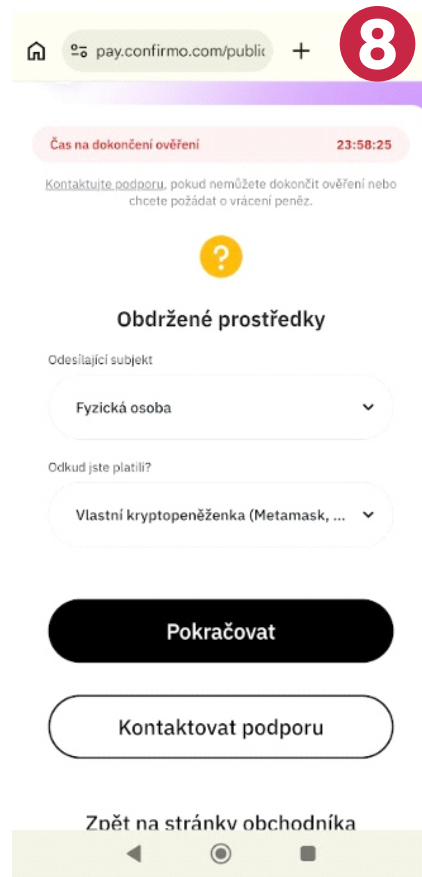 8
pay.confirmo.com/public
Čas na dokončení ověření 23:58:25
Kontaktujte podporu, pokud nemůžete dokončit ověření nebo
chcete požádat o vrácení peněz.
?
Obdržené prostředky
Odesílající subjekt
Fyzická osoba
Odkud jste platili?
Vlastní kryptopeněženka (Metamask, ...
Pokračovat
Kontaktovat podporu
Zpět na stránky obchodníka